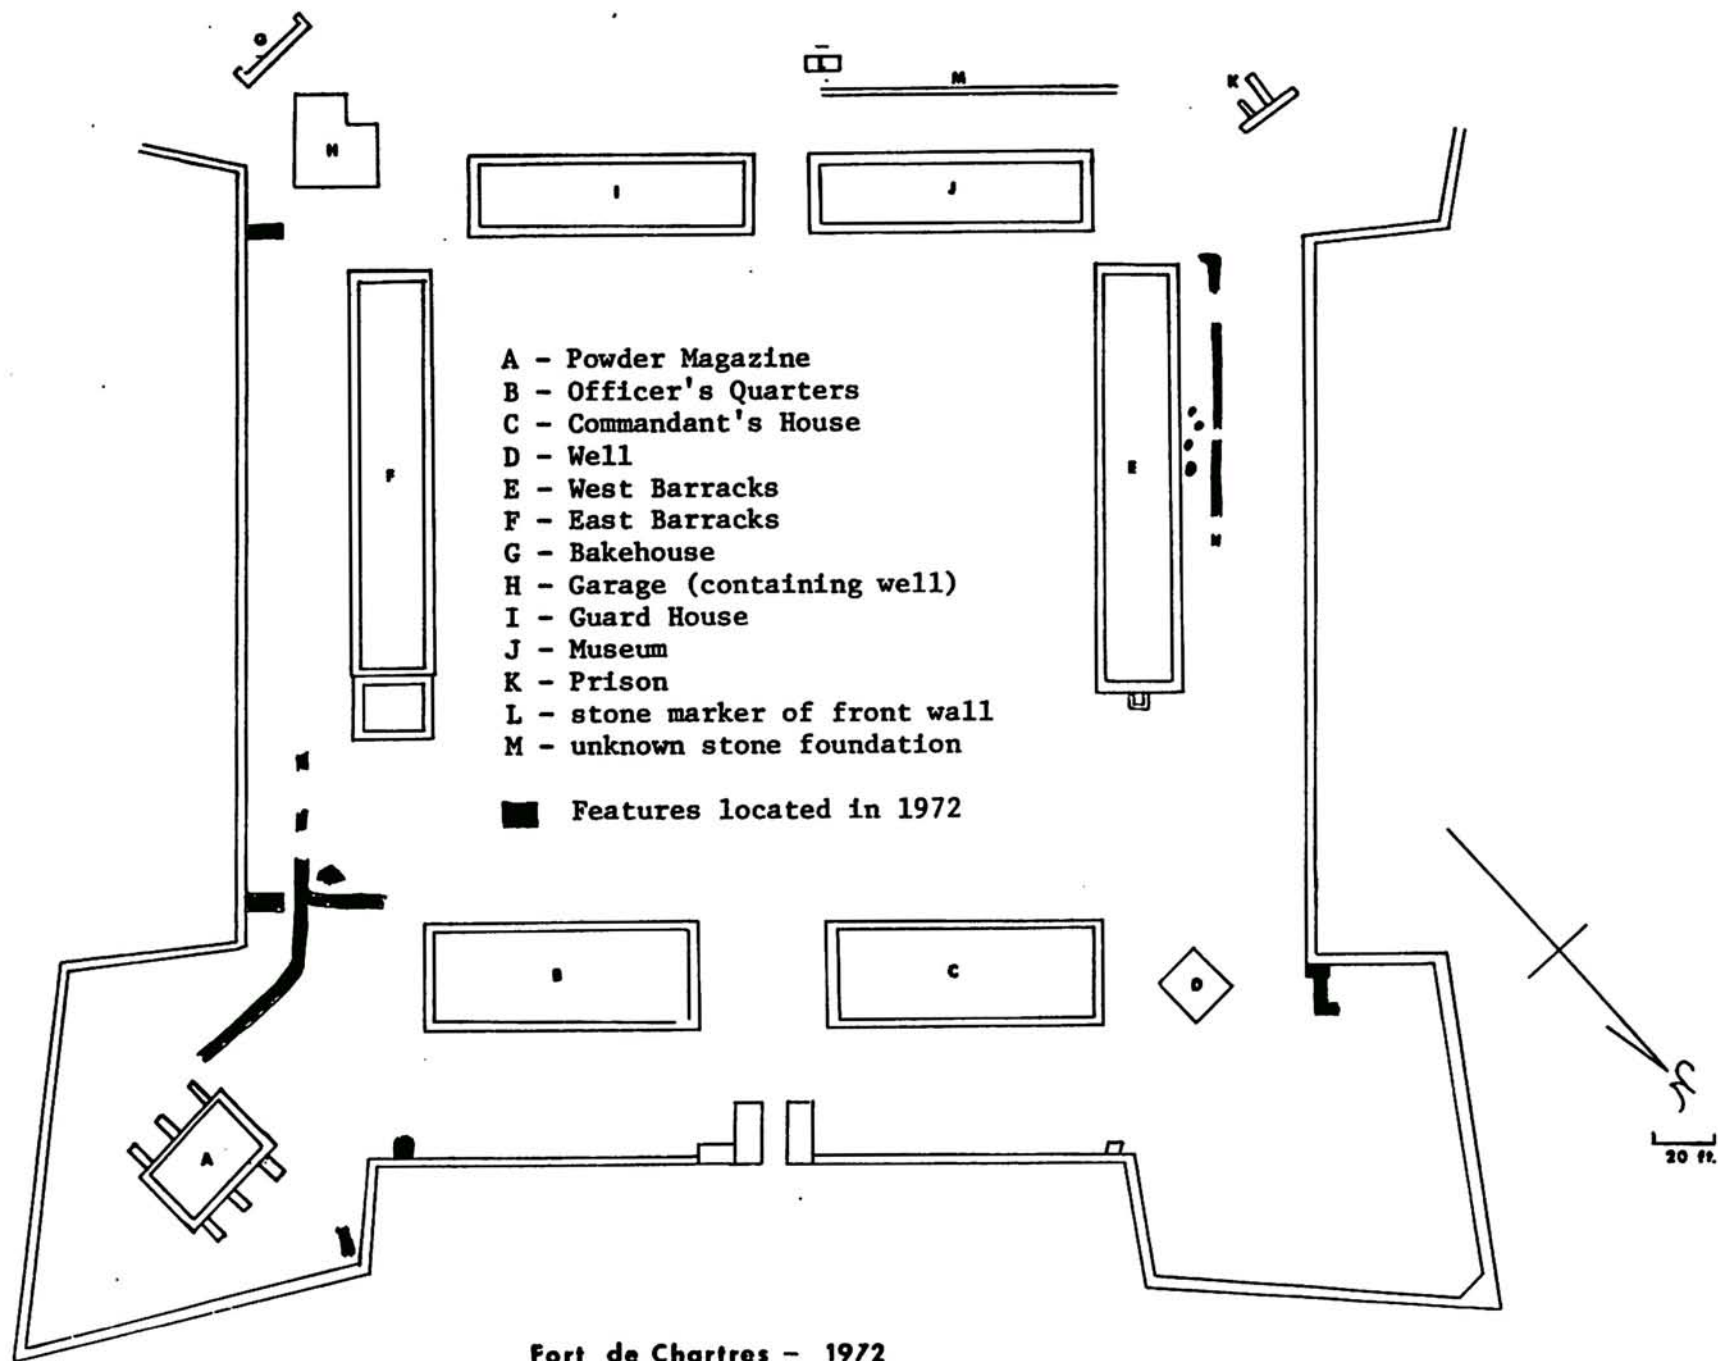 G
M
K
H
I
J
A - Powder Magazine
B - Officer's Quarters
C - Commandant's House
D - Well
E - West Barracks
F - East Barracks
G - Bakehouse
H - Garage (containing well)
I - Guard House
J - Museum
K - Prison
L - stone marker of front wall
M - unknown stone foundation
Features located in 1972
F
E
N
B
C
D
A
N
20 ft.
Fort de Chartres - 1972